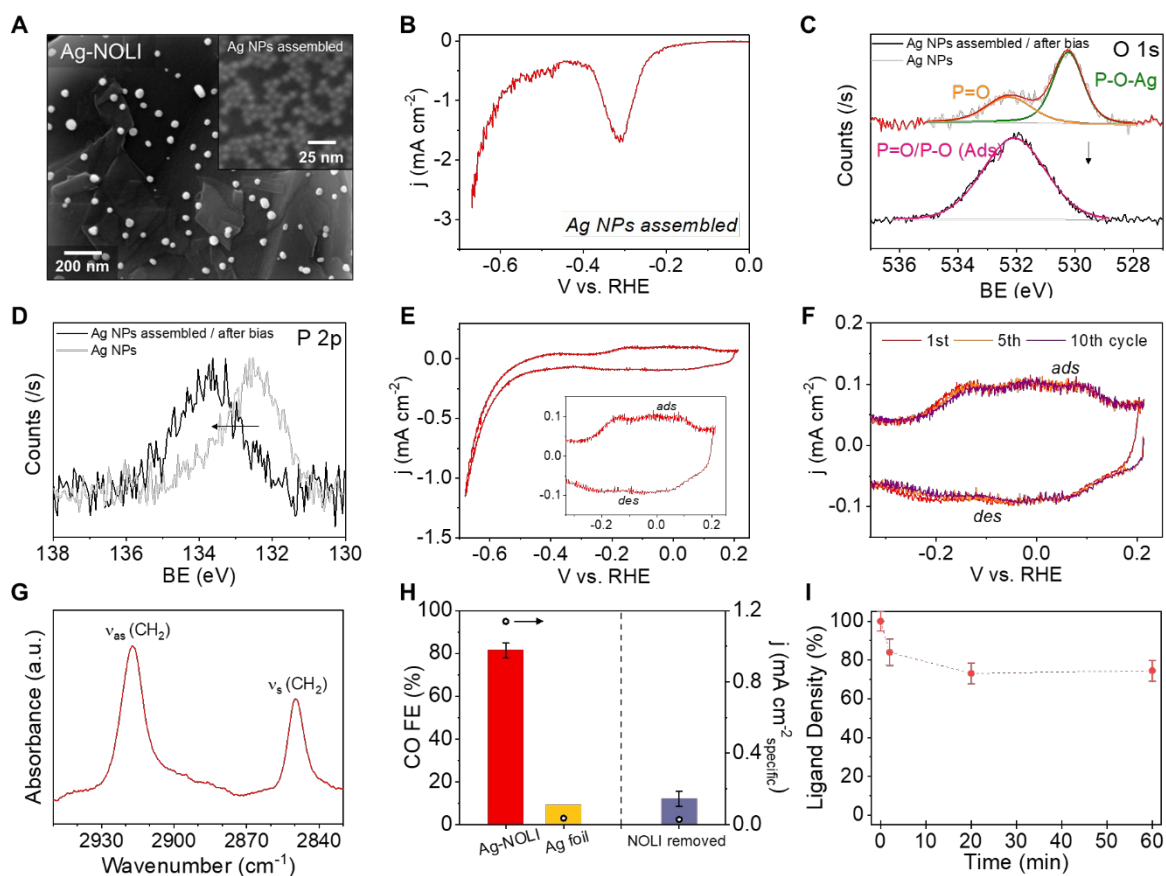 A
Ag-NOLI
Ag NPs assembled
25 nm
200 nm
B
0
-1
-2
-3
j (mA cm-2)
-0.6
-0.4
-0.2
0.0
V vs. RHE
Ag NPs assembled
C
Ag NPs assembled / after bias
Ag NPs
O 1s
P=O
P-O-Ag
P=O/P-O (Ads)
Counts (/s)
536
534
532
530
528
BE (eV)
D
Ag NPs assembled / after bias
Ag NPs
P 2p
Counts (/s)
138
136
134
132
130
BE (eV)
E
0.0
-0.5
-1.0
-1.5
j (mA cm-2)
ads
des
0.1
0.0
-0.1
-0.2
0.0
0.2
-0.6
-0.4
-0.2
0.0
0.2
V vs. RHE
F
1st
5th
10th cycle
ads
des
0.2
0.1
0.0
-0.1
j (mA cm-2)
-0.2
0.0
0.2
V vs. RHE
G
νas (CH2)
νs (CH2)
Absorbance (a.u.)
2930
2900
2870
2840
Wavenumber (cm-1)
H
100
80
60
40
20
0
CO FE (%)
1.2
0.8
0.4
0.0
j (mA cm-2specific)
Ag-NOLI
Ag foil
NOLI removed
I
100
80
60
40
20
0
Ligand Density (%)
0
10
20
30
40
50
60
Time (min)